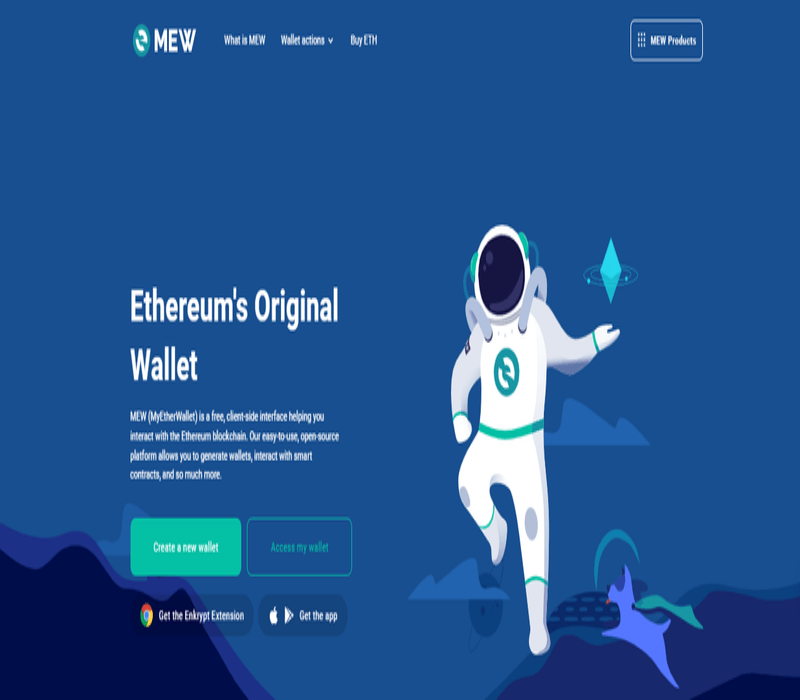 MEW
What is MEW
Wallet actions
Buy ETH
MEW Products
Ethereum's Original
Wallet
MEW (MyEtherWallet) is a free, client-side interface helping you
interact with the Ethereum blockchain. Our easy-to-use, open-source
platform allows you to generate wallets, interact with smart
contracts, and so much more.
Create a new wallet
Access my wallet
Get the Enkrypt Extension
Get the app